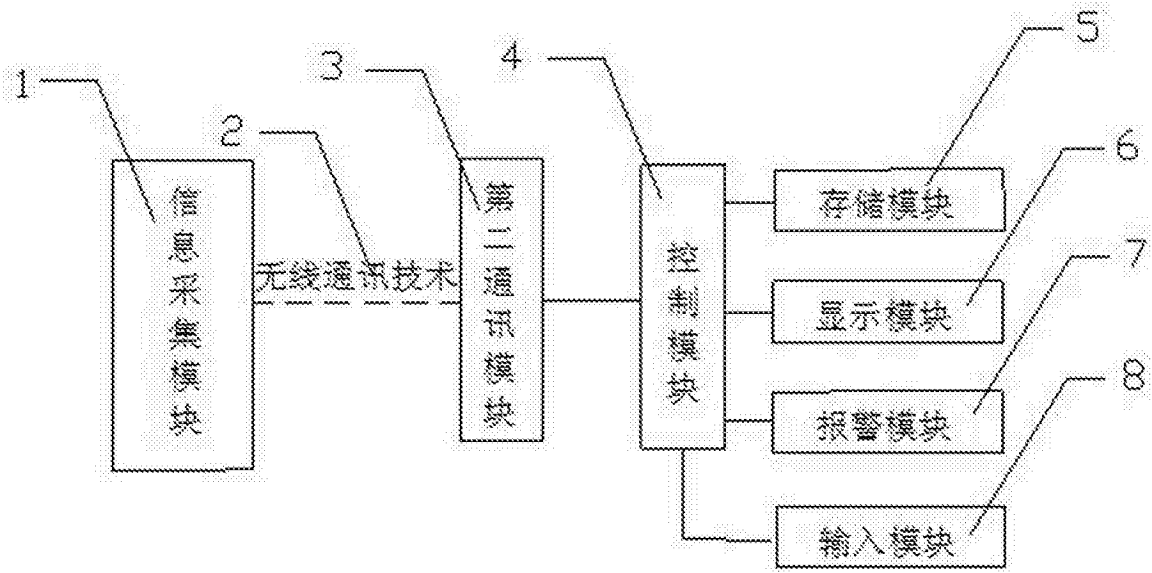 1
2
3
4
5
6
7
8
信息采集模块
无线通讯技术
第二通讯模块
控制模块
存储模块
显示模块
报警模块
输入模块